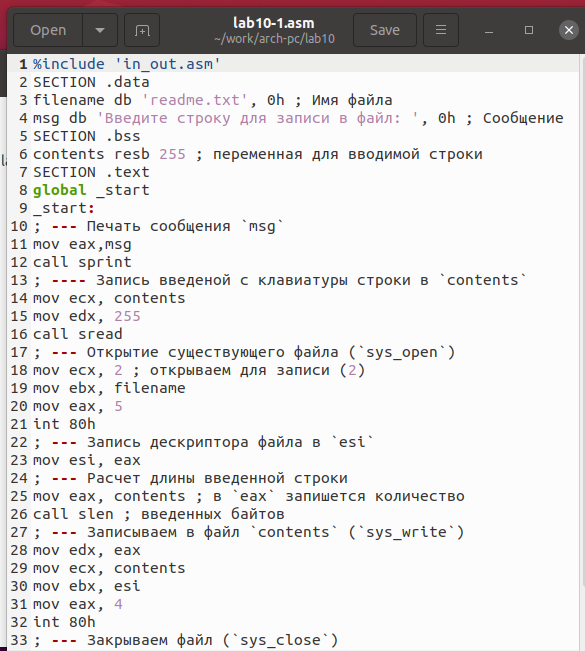 Open
lab10-1.asm
~/work/arch-pc/lab10
Save
1 %include 'in_out.asm'
2 SECTION .data
3 filename db 'readme.txt', 0h ; Имя файла
4 msg db 'Введите строку для записи в файл: ', 0h ; Сообщение
5 SECTION .bss
6 contents resb 255 ; переменная для вводимой строки
7 SECTION .text
8 global _start
9 _start:
10 ; --- Печать сообщения `msg`
11 mov eax,msg
12 call sprint
13 ; ---- Запись введеной с клавиатуры строки в `contents`
14 mov ecx, contents
15 mov edx, 255
16 call sread
17 ; --- Открытие существующего файла (`sys_open`)
18 mov ecx, 2 ; открываем для записи (2)
19 mov ebx, filename
20 mov eax, 5
21 int 80h
22 ; --- Запись дескриптора файла в `esi`
23 mov esi, eax
24 ; --- Расчет длины введенной строки
25 mov eax, contents ; в `eax` запишется количество
26 call slen ; введенных байтов
27 ; --- Записываем в файл `contents` (`sys_write`)
28 mov edx, eax
29 mov ecx, contents
30 mov ebx, esi
31 mov eax, 4
32 int 80h
33 ; --- Закрываем файл (`sys_close`)